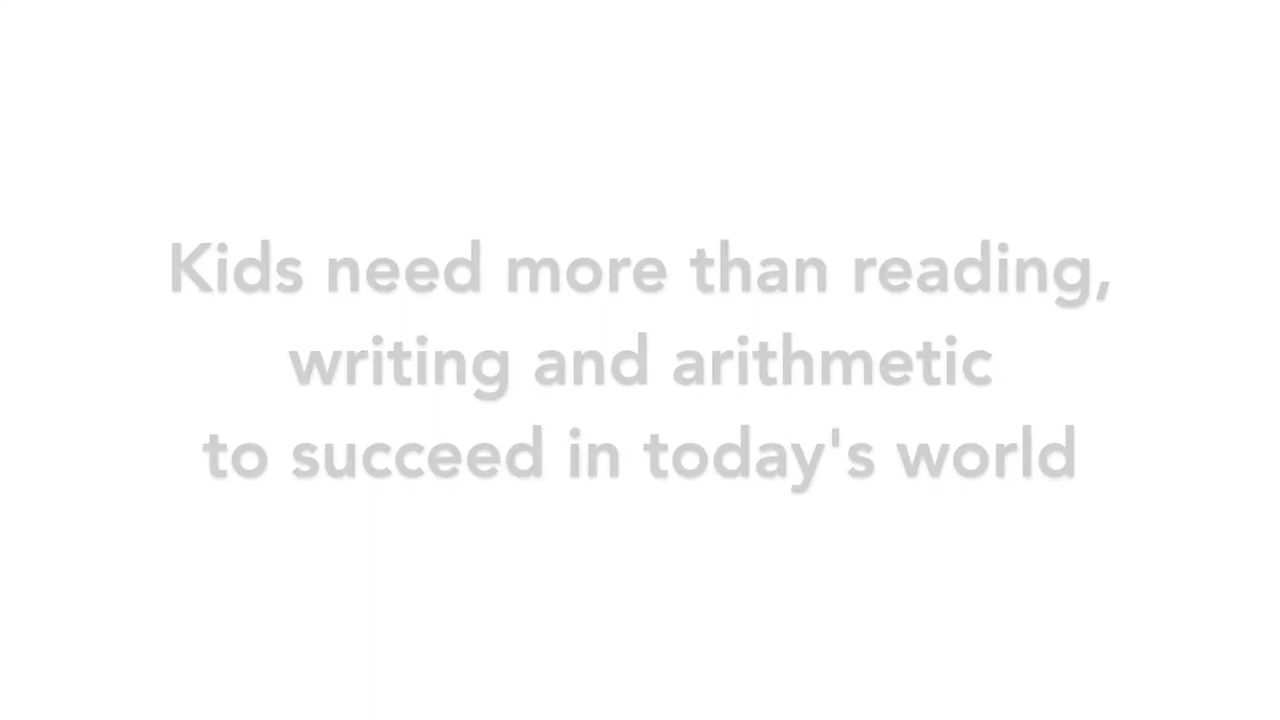 Kids need more than reading,
writing and arithmetic
to succeed in today's world